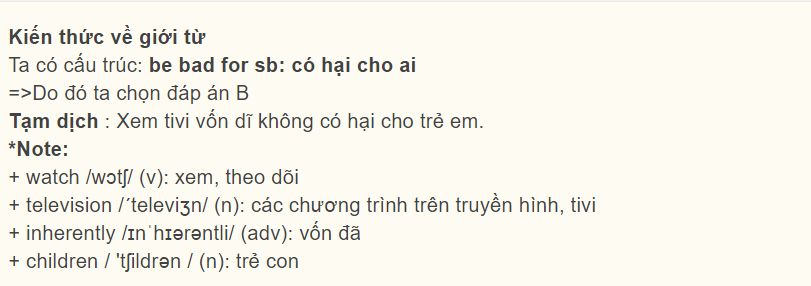 Kiến thức về giới từ
Ta có cấu trúc: be bad for sb: có hại cho ai
=>Do đó ta chọn đáp án B
Tạm dịch : Xem tivi vốn dĩ không có hại cho trẻ em.
*Note:
+ watch /wɔtʃ/ (v): xem, theo dõi
+ television /´televiʒn/ (n): các chương trình trên truyền hình, tivi
+ inherently /ɪnˈhɪərəntli/ (adv): vốn đã
+ children / 'tʃildrən / (n): trẻ con